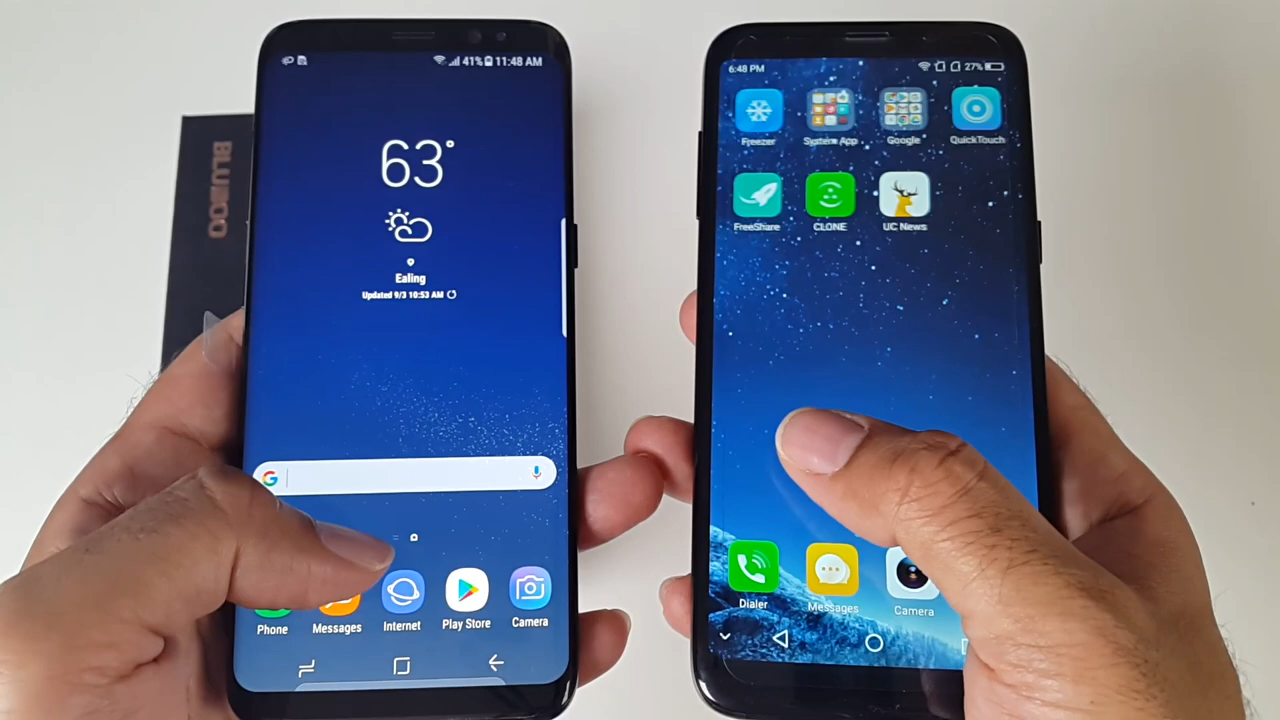 BLUBOO
41% 11:48 AM
63°
Ealing
Updated 9/3 10:53 AM
G
Phone
Messages
Internet
Play Store
Camera
6:48 PM
27%
Freezer
System App
Google
QuickTouch
FreeShare
CLONE
UC News
Dialer
Messages
Camera